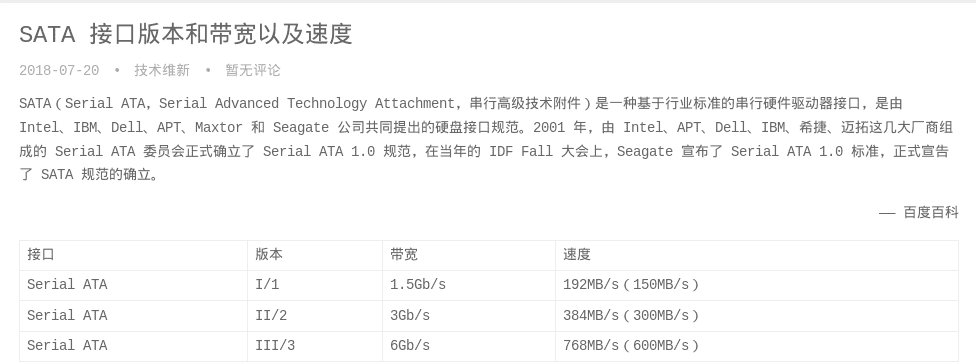 SATA 接口版本和带宽以及速度
2018-07-20 • 技术维新 • 暂无评论
SATA（Serial ATA，Serial Advanced Technology Attachment，串行高级技术附件）是一种基于行业标准的串行硬件驱动器接口，是由
Intel、IBM、Dell、APT、Maxtor 和 Seagate 公司共同提出的硬盘接口规范。2001 年，由 Intel、APT、Dell、IBM、希捷、迈拓这几大厂商组
成的 Serial ATA 委员会正式确立了 Serial ATA 1.0 规范，在当年的 IDF Fall 大会上，Seagate 宣布了 Serial ATA 1.0 标准，正式宣告
了 SATA 规范的确立。
—— 百度百科
接口 版本 带宽 速度
Serial ATA I/1 1.5Gb/s 192MB/s（150MB/s）
Serial ATA II/2 3Gb/s 384MB/s（300MB/s）
Serial ATA III/3 6Gb/s 768MB/s（600MB/s）